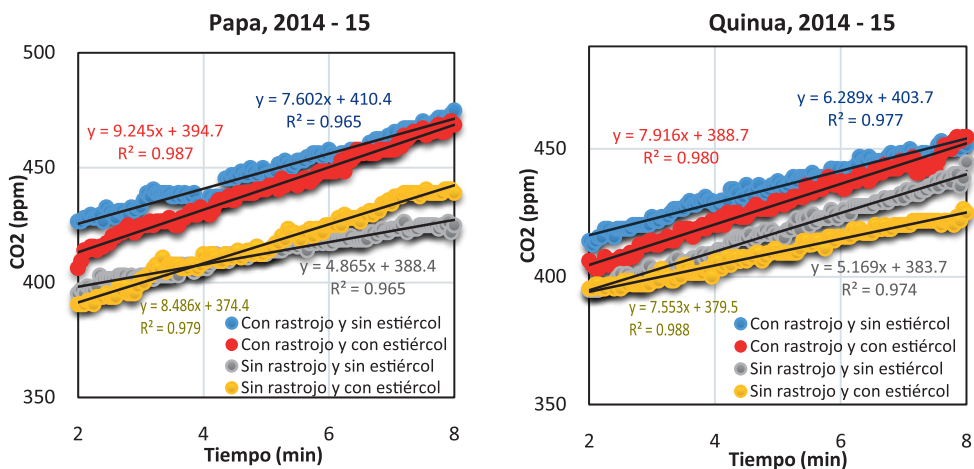 Papa, 2014 - 15
500
450
400
350
CO2 (ppm)
y = 7.602x + 410.4
R² = 0.965
y = 9.245x + 394.7
R² = 0.987
y = 4.865x + 388.4
R² = 0.965
y = 8.486x + 374.4
R² = 0.979
Con rastrojo y sin estiércol
Con rastrojo y con estiércol
Sin rastrojo y sin estiércol
Sin rastrojo y con estiércol
2 4 6 8
Tiempo (min)
Quinua, 2014 - 15
450
400
350
CO2 (ppm)
y = 6.289x + 403.7
R² = 0.977
y = 7.916x + 388.7
R² = 0.980
y = 5.169x + 383.7
R² = 0.974
y = 7.553x + 379.5
R² = 0.988
Con rastrojo y sin estiércol
Con rastrojo y con estiércol
Sin rastrojo y sin estiércol
Sin rastrojo y con estiércol
2 4 6 8
Tiempo (min)